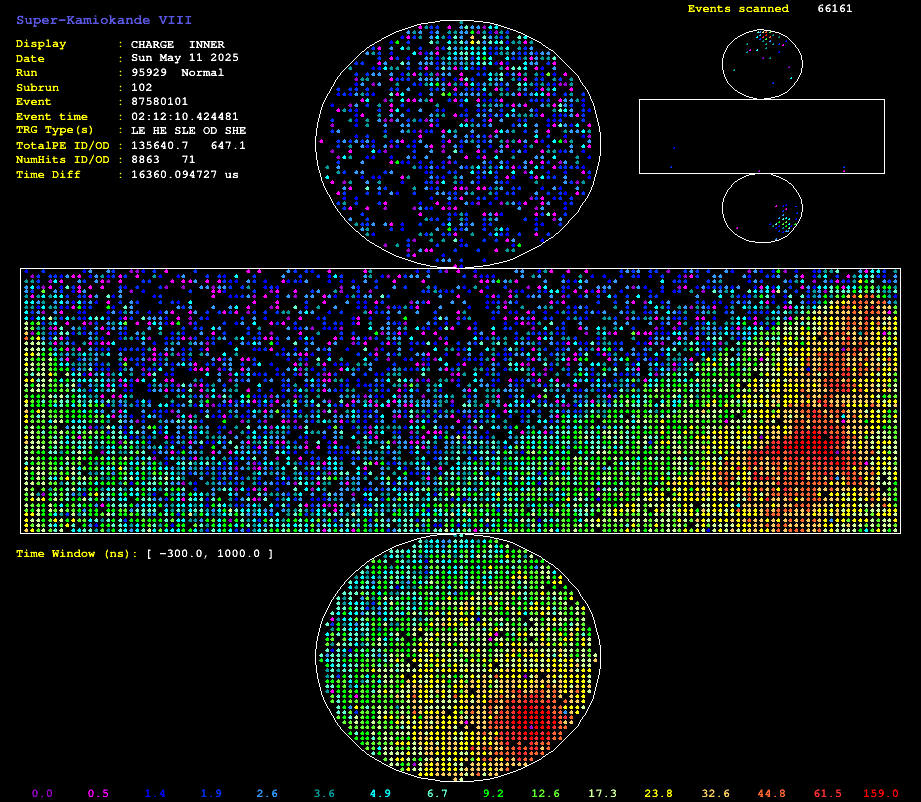 Super-Kamiokande VIII
Events scanned 66161
Display : CHARGE INNER
Date : Sun May 11 2025
Run : 95929 Normal
Subrun : 102
Event : 87580101
Event time : 02:12:10.424481
TRG Type(s) : LE HE SLE OD SHE
TotalPE ID/OD : 135640.7 647.1
NumHits ID/OD : 8863 71
Time Diff : 16360.094727 us
Time Window (ns): [ -300.0, 1000.0 ]
0.0 0.5 1.4 1.9 2.6 3.6 4.9 6.7 9.2 12.6 17.3 23.8 32.6 44.8 61.5 159.0